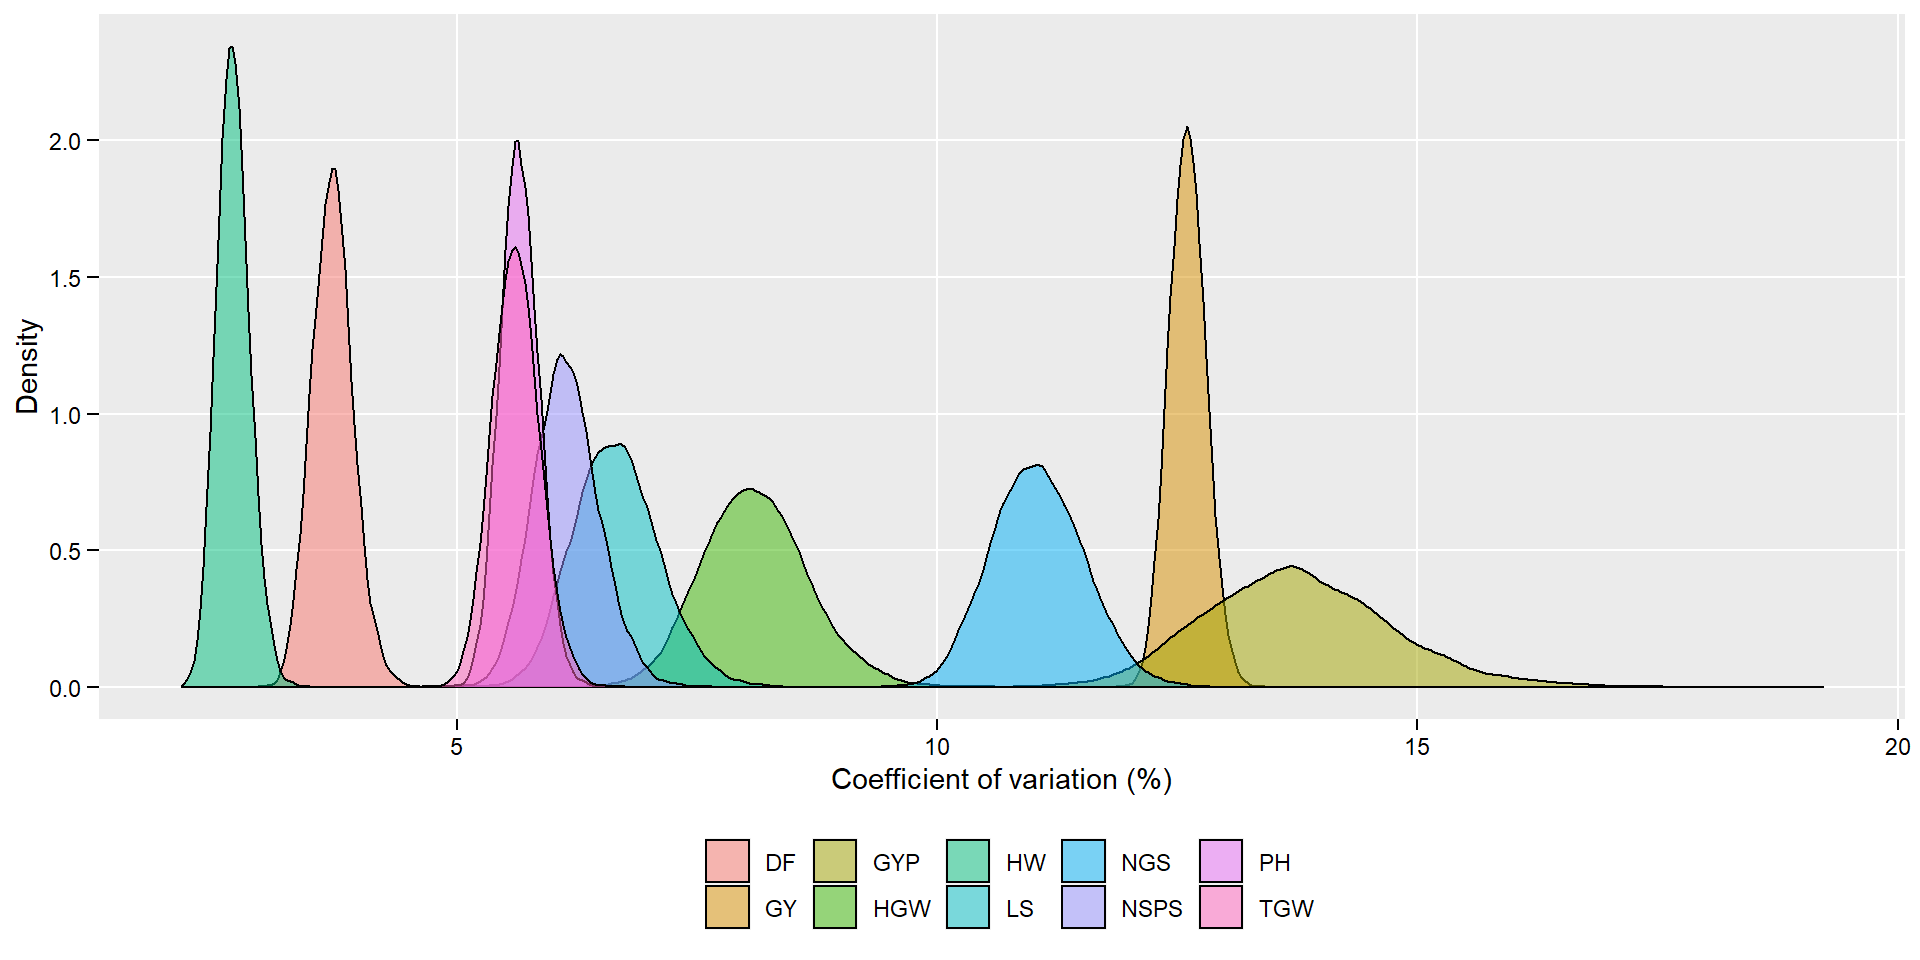 2.0
1.5
1.0
0.5
0.0
Density
5 10 15 20
Coefficient of variation (%)
DF GYP HW NGS PH
GY HGW LS NSPS TGW